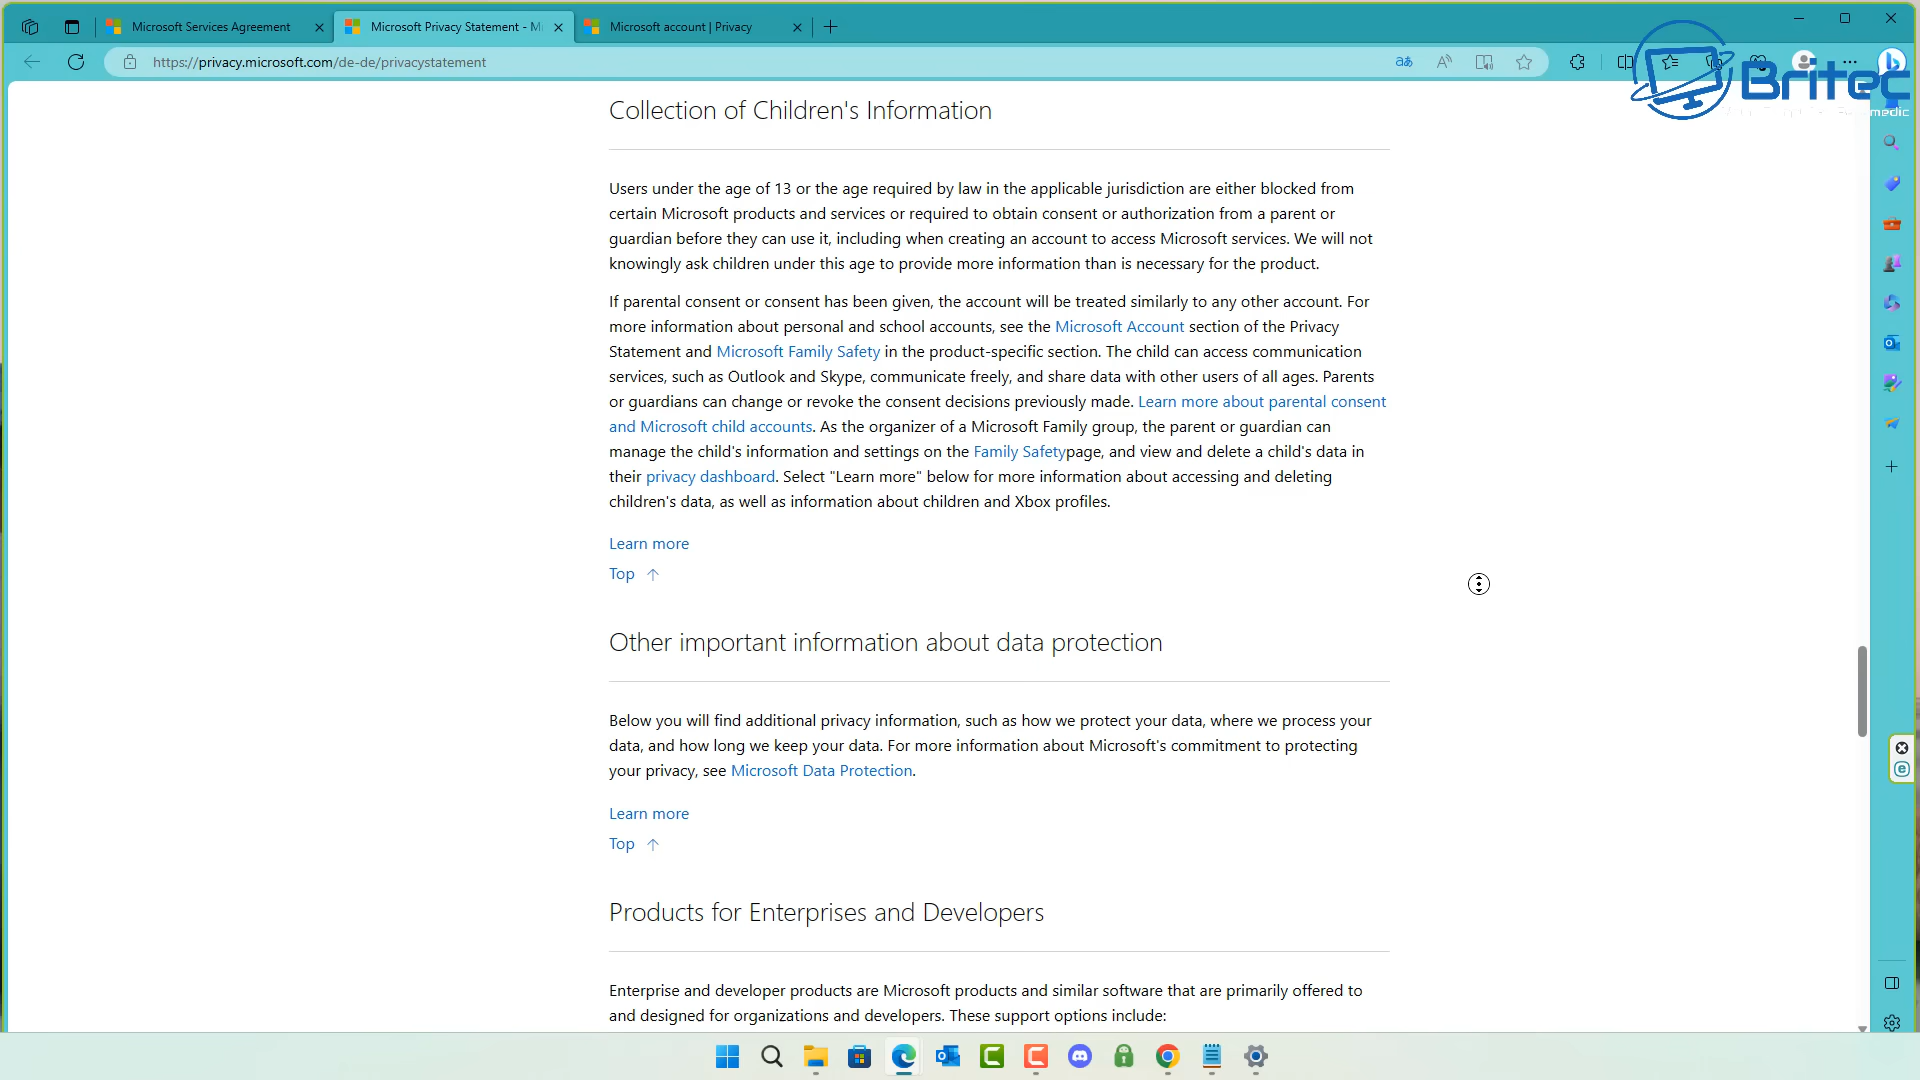 Microsoft Services Agreement
Microsoft Privacy Statement - Mi
Microsoft account | Privacy
https://privacy.microsoft.com/de-de/privacystatement
Britec
medic
Collection of Children's Information
Users under the age of 13 or the age required by law in the applicable jurisdiction are either blocked from
certain Microsoft products and services or required to obtain consent or authorization from a parent or
guardian before they can use it, including when creating an account to access Microsoft services. We will not
knowingly ask children under this age to provide more information than is necessary for the product.
If parental consent or consent has been given, the account will be treated similarly to any other account. For
more information about personal and school accounts, see the Microsoft Account section of the Privacy
Statement and Microsoft Family Safety in the product-specific section. The child can access communication
services, such as Outlook and Skype, communicate freely, and share data with other users of all ages. Parents
or guardians can change or revoke the consent decisions previously made. Learn more about parental consent
and Microsoft child accounts. As the organizer of a Microsoft Family group, the parent or guardian can
manage the child's information and settings on the Family Safetypage, and view and delete a child's data in
their privacy dashboard. Select "Learn more" below for more information about accessing and deleting
children's data, as well as information about children and Xbox profiles.
Learn more
Top ↑
Other important information about data protection
Below you will find additional privacy information, such as how we protect your data, where we process your
data, and how long we keep your data. For more information about Microsoft's commitment to protecting
your privacy, see Microsoft Data Protection.
Learn more
Top ↑
Products for Enterprises and Developers
Enterprise and developer products are Microsoft products and similar software that are primarily offered to
and designed for organizations and developers. These support options include: